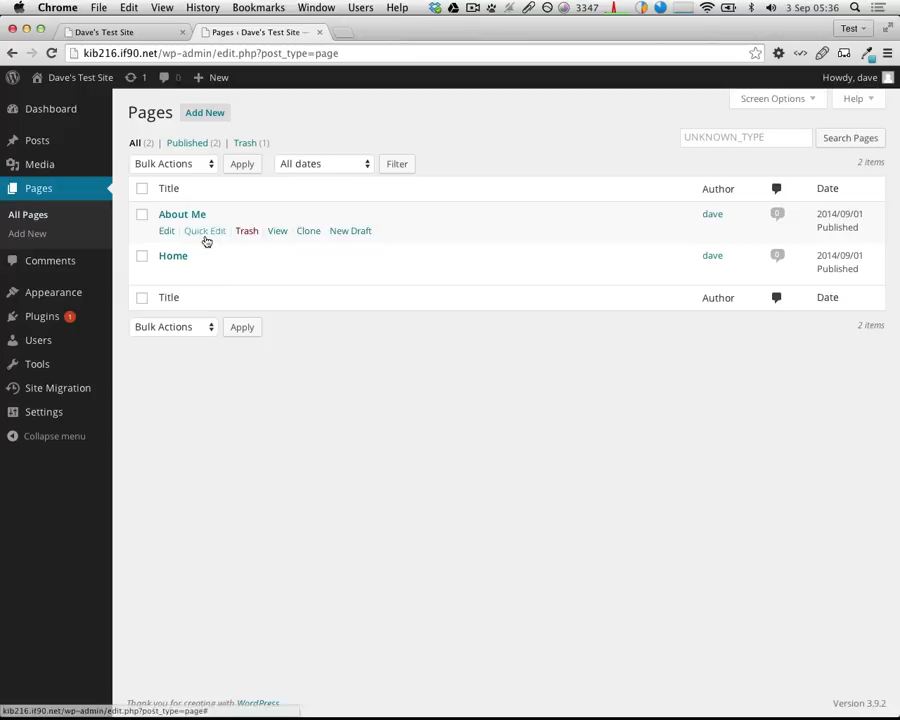 Chrome File Edit View History Bookmarks Window Users Help 3347 3 Sep 05:36
Dave's Test Site Pages ‹ Dave's Test Site — Test
kib216.if90.net/wp-admin/edit.php?post_type=page
Dave's Test Site 1 0 New Howdy, dave
Dashboard
Posts
Media
Pages
All Pages
Add New
Comments
Appearance
Plugins 1
Users
Tools
Site Migration
Settings
Collapse menu
Screen Options Help
Pages Add New
All (2) | Published (2) | Trash (1)
UNKNOWN_TYPE Search Pages
Bulk Actions Apply All dates Filter 2 items
Title Author Date
About Me dave 0 2014/09/01
Published
Edit | Quick Edit | Trash | View | Clone | New Draft
Home dave 0 2014/09/01
Published
Title Author Date
Bulk Actions Apply 2 items
Thank you for creating with WordPress. Version 3.9.2
kib216.if90.net/wp-admin/edit.php?post_type=page#